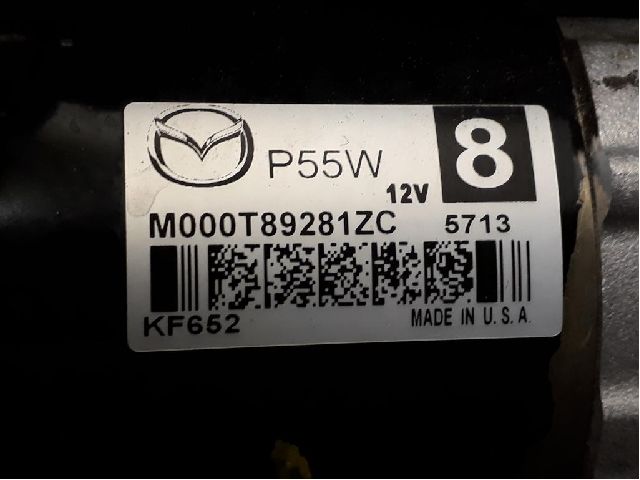 P55W
12V
8
M000T89281ZC 5713
KF652 MADE IN U.S.A.